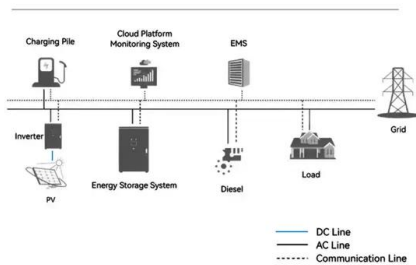 Charging Pile
Cloud Platform
Monitoring System
EMS
Grid
Inverter
PV
Energy Storage System
Diesel
Load
DC Line
AC Line
Communication Line